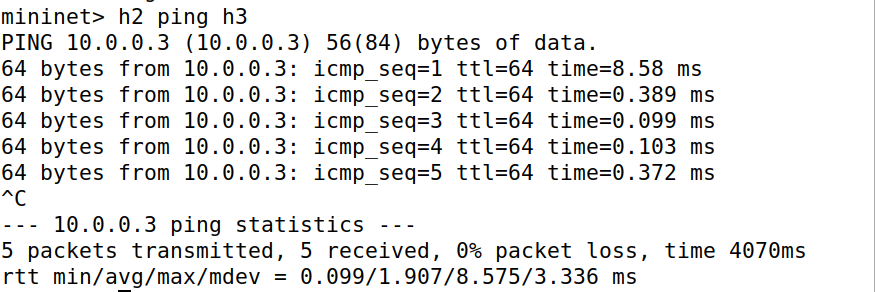 mininet> h2 ping h3
PING 10.0.0.3 (10.0.0.3) 56(84) bytes of data.
64 bytes from 10.0.0.3: icmp_seq=1 ttl=64 time=8.58 ms
64 bytes from 10.0.0.3: icmp_seq=2 ttl=64 time=0.389 ms
64 bytes from 10.0.0.3: icmp_seq=3 ttl=64 time=0.099 ms
64 bytes from 10.0.0.3: icmp_seq=4 ttl=64 time=0.103 ms
64 bytes from 10.0.0.3: icmp_seq=5 ttl=64 time=0.372 ms
^C
--- 10.0.0.3 ping statistics ---
5 packets transmitted, 5 received, 0% packet loss, time 4070ms
rtt min/avg/max/mdev = 0.099/1.907/8.575/3.336 ms